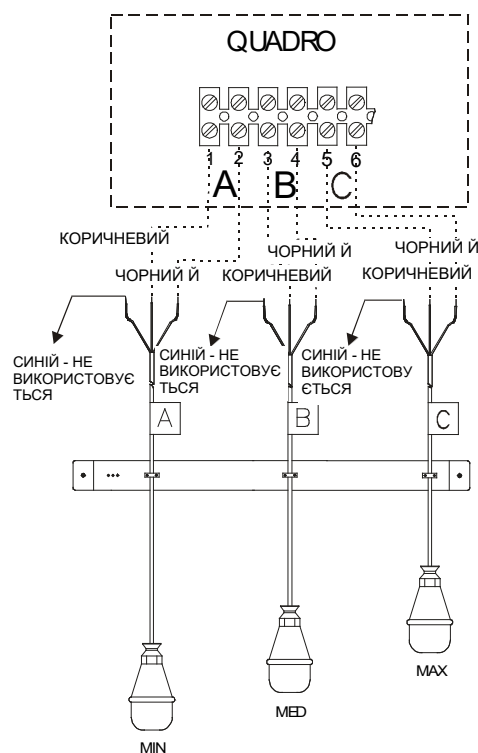 QUADRO
1 2 3 4 5 6
A B C
КОРИЧНЕВИЙ
ЧОРНИЙ Й
ЧОРНИЙ Й
ЧОРНИЙ Й
КОРИЧНЕВИЙ
КОРИЧНЕВИЙ
СИНІЙ - НЕ
ВИКОРИСТОВУЄ
ТЬСЯ
СИНІЙ - НЕ
ВИКОРИСТОВУЄ
ТЬСЯ
СИНІЙ - НЕ
ВИКОРИСТОВУ
ЄТЬСЯ
A
B
C
MIN
MED
MAX